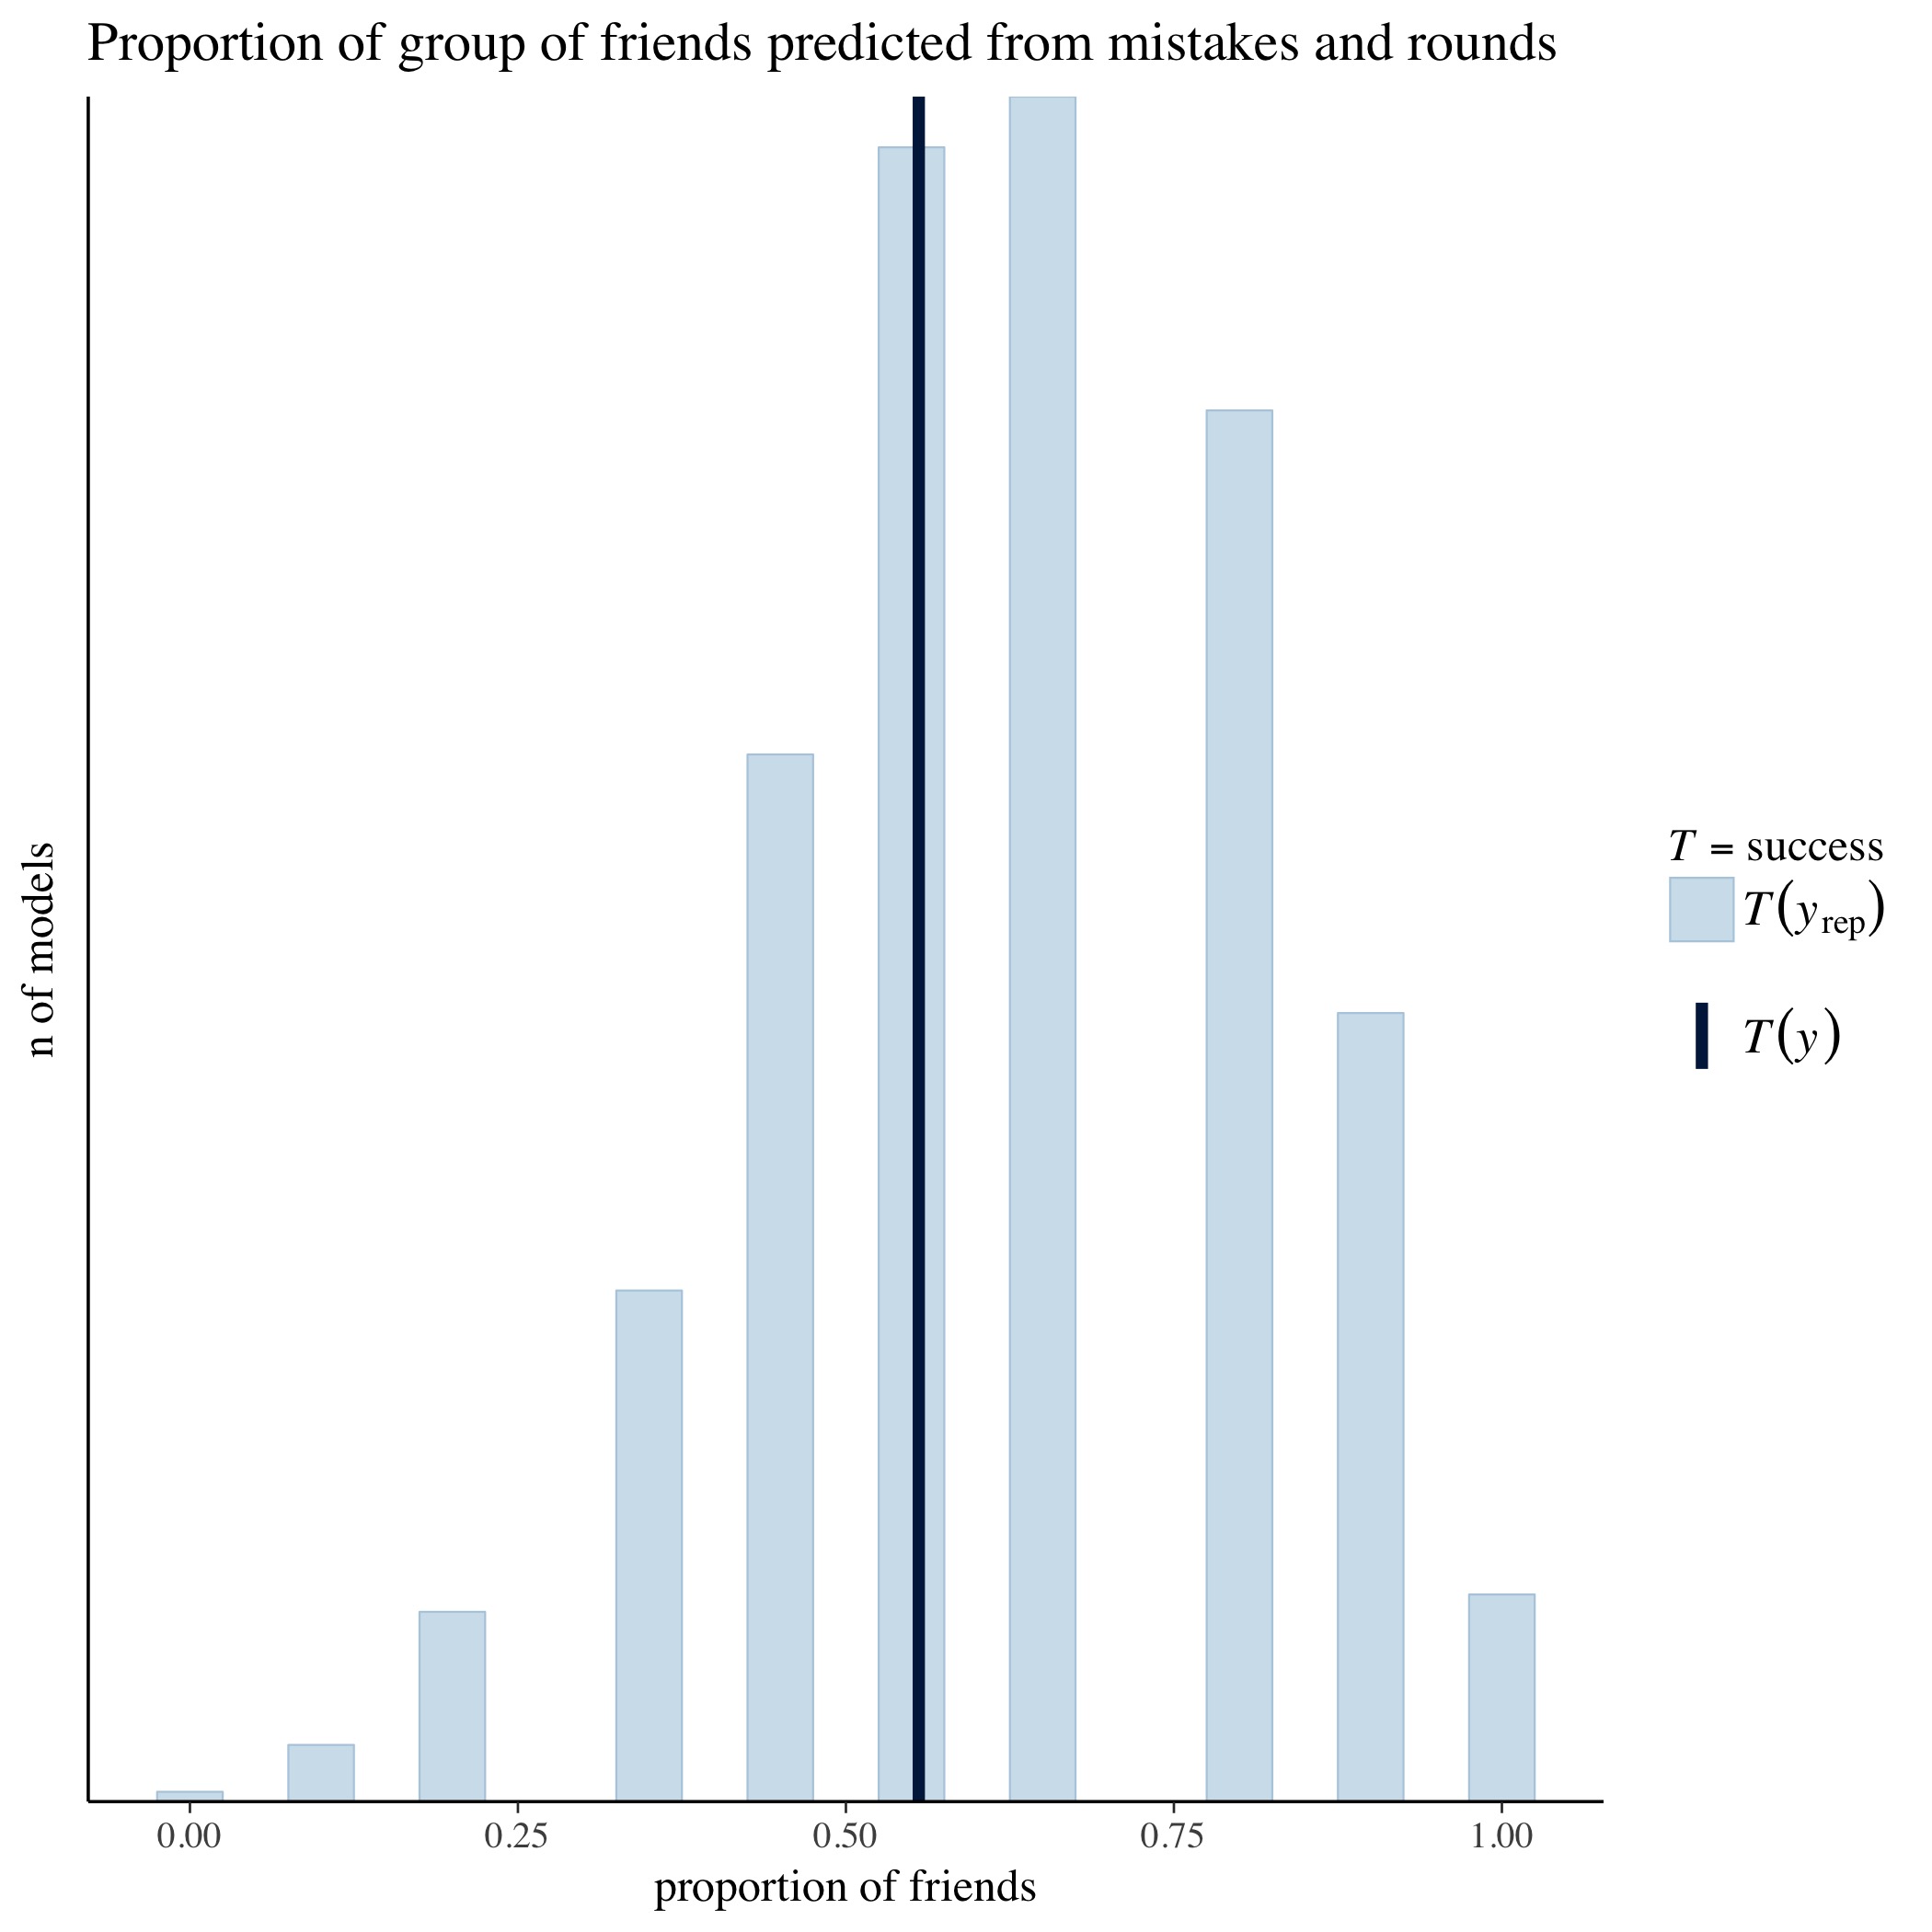 Proportion of group of friends predicted from mistakes and rounds
n of models
T = success
T(y_rep)
T(y)
0.00 0.25 0.50 0.75 1.00
proportion of friends